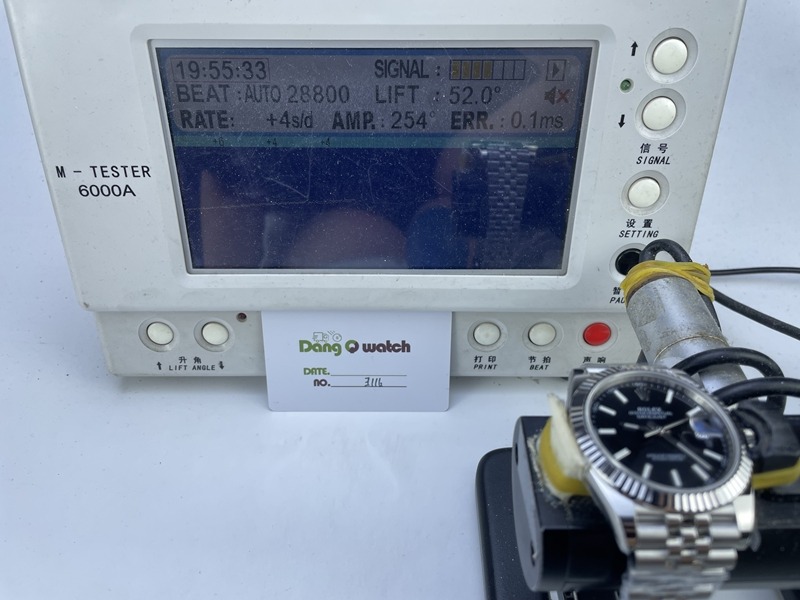 19:55:33 SIGNAL :
BEAT : AUTO 28800 LIFT : 52.0°
RATE: +4s/d AMP.: 254° ERR.: 0.1ms
+4
M - TESTER
6000A
信号
SIGNAL
设置
SETTING
升角
LIFT ANGLE
Dang Q watch
DATE.
NO. 3116
打印
PRINT
节拍
BEAT
声响
ROLEX